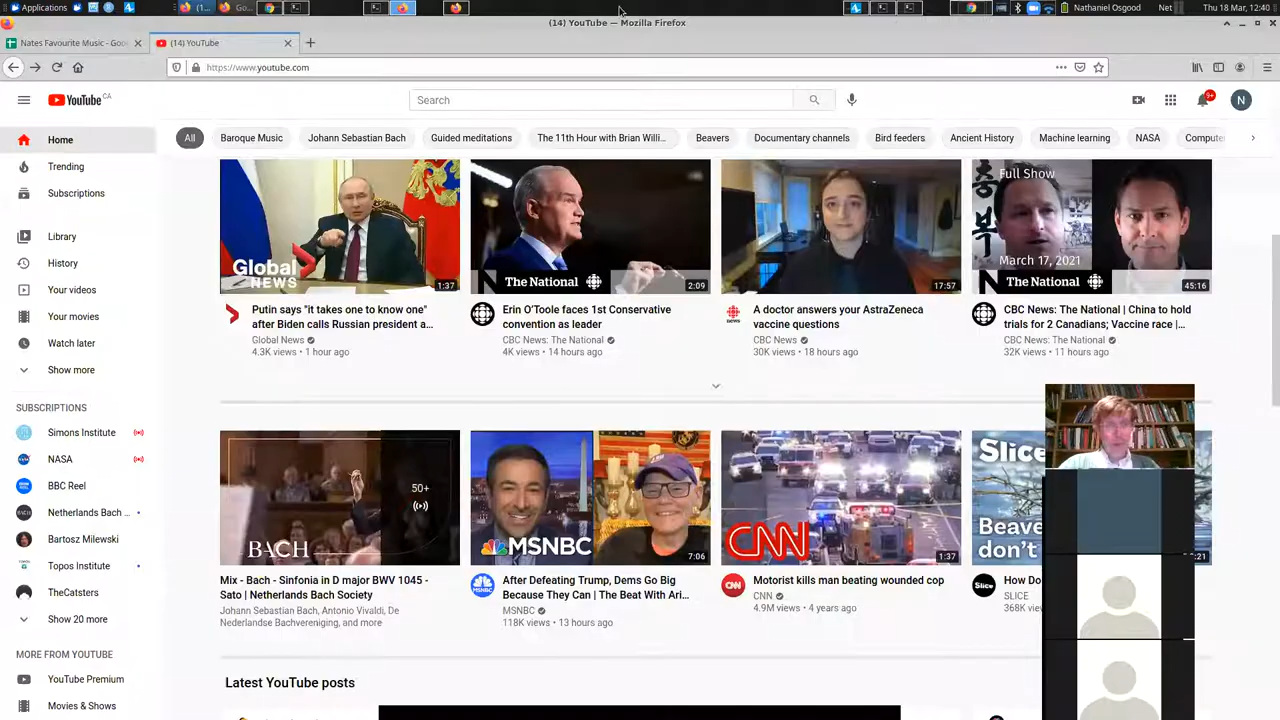 Applications
(1...
Go...
Nathaniel Osgood
Net
Thu 18 Mar, 12:40
(14) YouTube — Mozilla Firefox
Nates Favourite Music - Goo
(14) YouTube
https://www.youtube.com
YouTube CA
Search
9+
N
Home
Trending
Subscriptions
Library
History
Your videos
Your movies
Watch later
Show more
SUBSCRIPTIONS
Simons Institute
NASA
BBC Reel
Netherlands Bach ...
Bartosz Milewski
Topos Institute
TheCatsters
Show 20 more
MORE FROM YOUTUBE
YouTube Premium
Movies & Shows
All
Baroque Music
Johann Sebastian Bach
Guided meditations
The 11th Hour with Brian Willi...
Beavers
Documentary channels
Bird feeders
Ancient History
Machine learning
NASA
Compute
Global
NEWS
1:37
Putin says "it takes one to know one"
after Biden calls Russian president a...
Global News
4.3K views • 1 hour ago
The National
2:09
Erin O'Toole faces 1st Conservative
convention as leader
CBC News: The National
4K views • 14 hours ago
17:57
A doctor answers your AstraZeneca
vaccine questions
CBC News
30K views • 18 hours ago
Full Show
충
북
March 17, 2021
The National
45:16
CBC News: The National | China to hold
trials for 2 Canadians; Vaccine race |...
CBC News: The National
32K views • 11 hours ago
50+
BACH
Mix - Bach - Sinfonia in D major BWV 1045 -
Sato | Netherlands Bach Society
Johann Sebastian Bach, Antonio Vivaldi, De
Nederlandse Bachvereniging, and more
MSNBC
7:06
After Defeating Trump, Dems Go Big
Because They Can | The Beat With Ari...
MSNBC
118K views • 13 hours ago
CNN
1:37
Motorist kills man beating wounded cop
CNN
4.9M views • 4 years ago
Slice
Beave
don't
:21
Slice
How Do
SLICE
368K vie
Latest YouTube posts